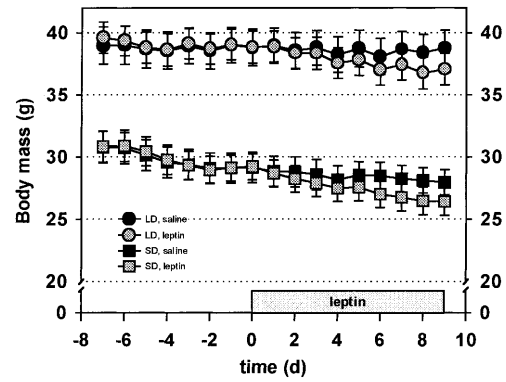 40
35
30
25
20
0
Body mass (g)
40
35
30
25
20
0
LD, saline
LD, leptin
SD, saline
SD, leptin
leptin
-8 -6 -4 -2 0 2 4 6 8 10
time (d)